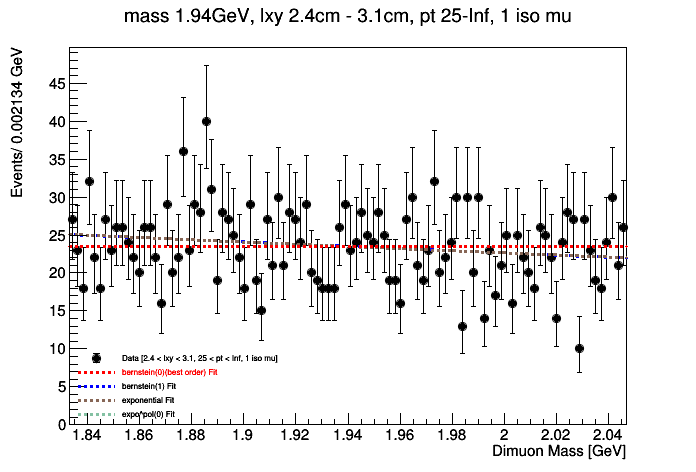 mass 1.94GeV, lxy 2.4cm - 3.1cm, pt 25-Inf, 1 iso mu
Events/ 0.002134 GeV
45
40
35
30
25
20
15
10
5
0
Data [2.4 < lxy < 3.1, 25 < pt < Inf, 1 iso mu]
bernstein(0)(best order) Fit
bernstein(1) Fit
exponential Fit
expo*pol(0) Fit
1.84 1.86 1.88 1.9 1.92 1.94 1.96 1.98 2 2.02 2.04
Dimuon Mass [GeV]